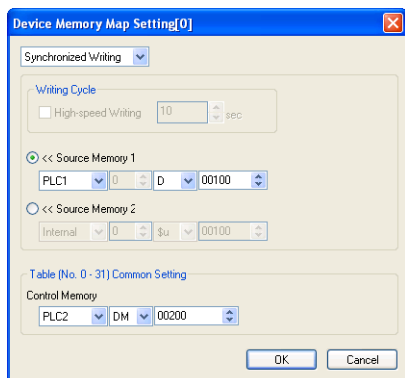 Device Memory Map Setting[0]
Synchronized Writing
Writing Cycle
High-speed Writing 10 sec
<< Source Memory 1
PLC1 0 D 00100
<< Source Memory 2
Internal 0 $u 00100
Table (No. 0 - 31) Common Setting
Control Memory
PLC2 DM 00200
OK Cancel